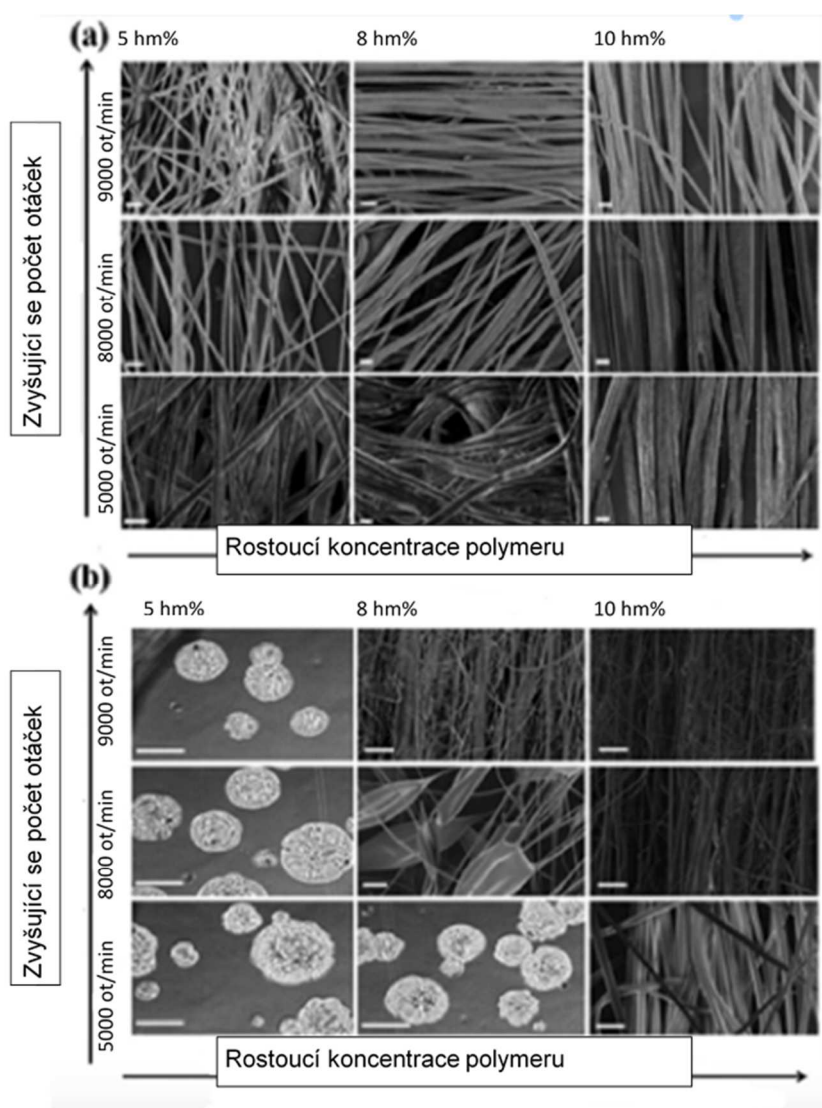 (a) 5 hm% 8 hm% 10 hm%
Zvyšující se počet otáček
9000 ot/min
8000 ot/min
5000 ot/min
Rostoucí koncentrace polymeru
(b)
5 hm% 8 hm% 10 hm%
Zvyšující se počet otáček
9000 ot/min
8000 ot/min
5000 ot/min
Rostoucí koncentrace polymeru